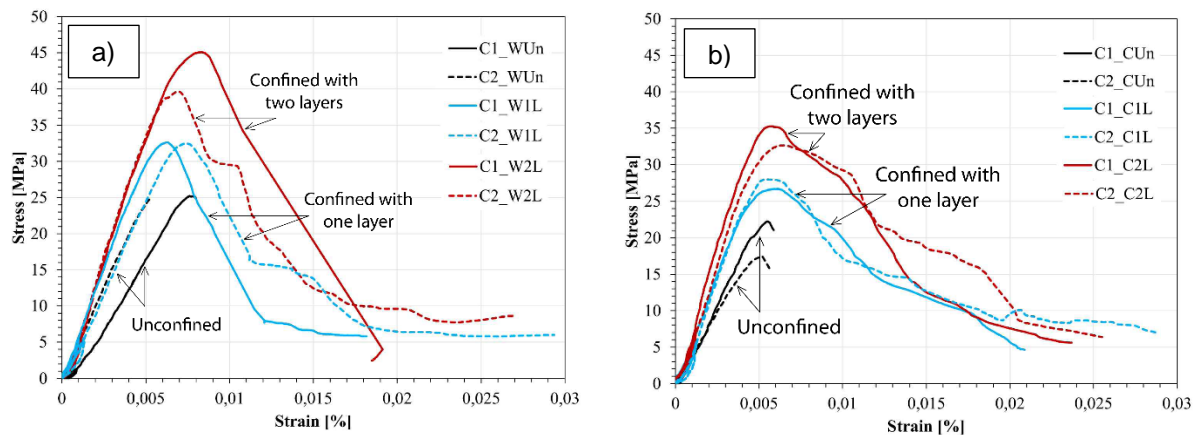 a)
50
45
40
35
30
25
20
15
10
5
0
Stress [MPa]
0
0,005
0,01
0,015
0,02
0,025
0,03
Strain [%]
Confined with
two layers
Confined with
one layer
Unconfined
C1_WUn
C2_WUn
C1_W1L
C2_W1L
C1_W2L
C2_W2L
b)
50
45
40
35
30
25
20
15
10
5
0
Stress [MPa]
0
0,005
0,01
0,015
0,02
0,025
0,03
Strain [%]
Confined with
two layers
Confined with
one layer
Unconfined
C1_CUn
C2_CUn
C1_C1L
C2_C1L
C1_C2L
C2_C2L